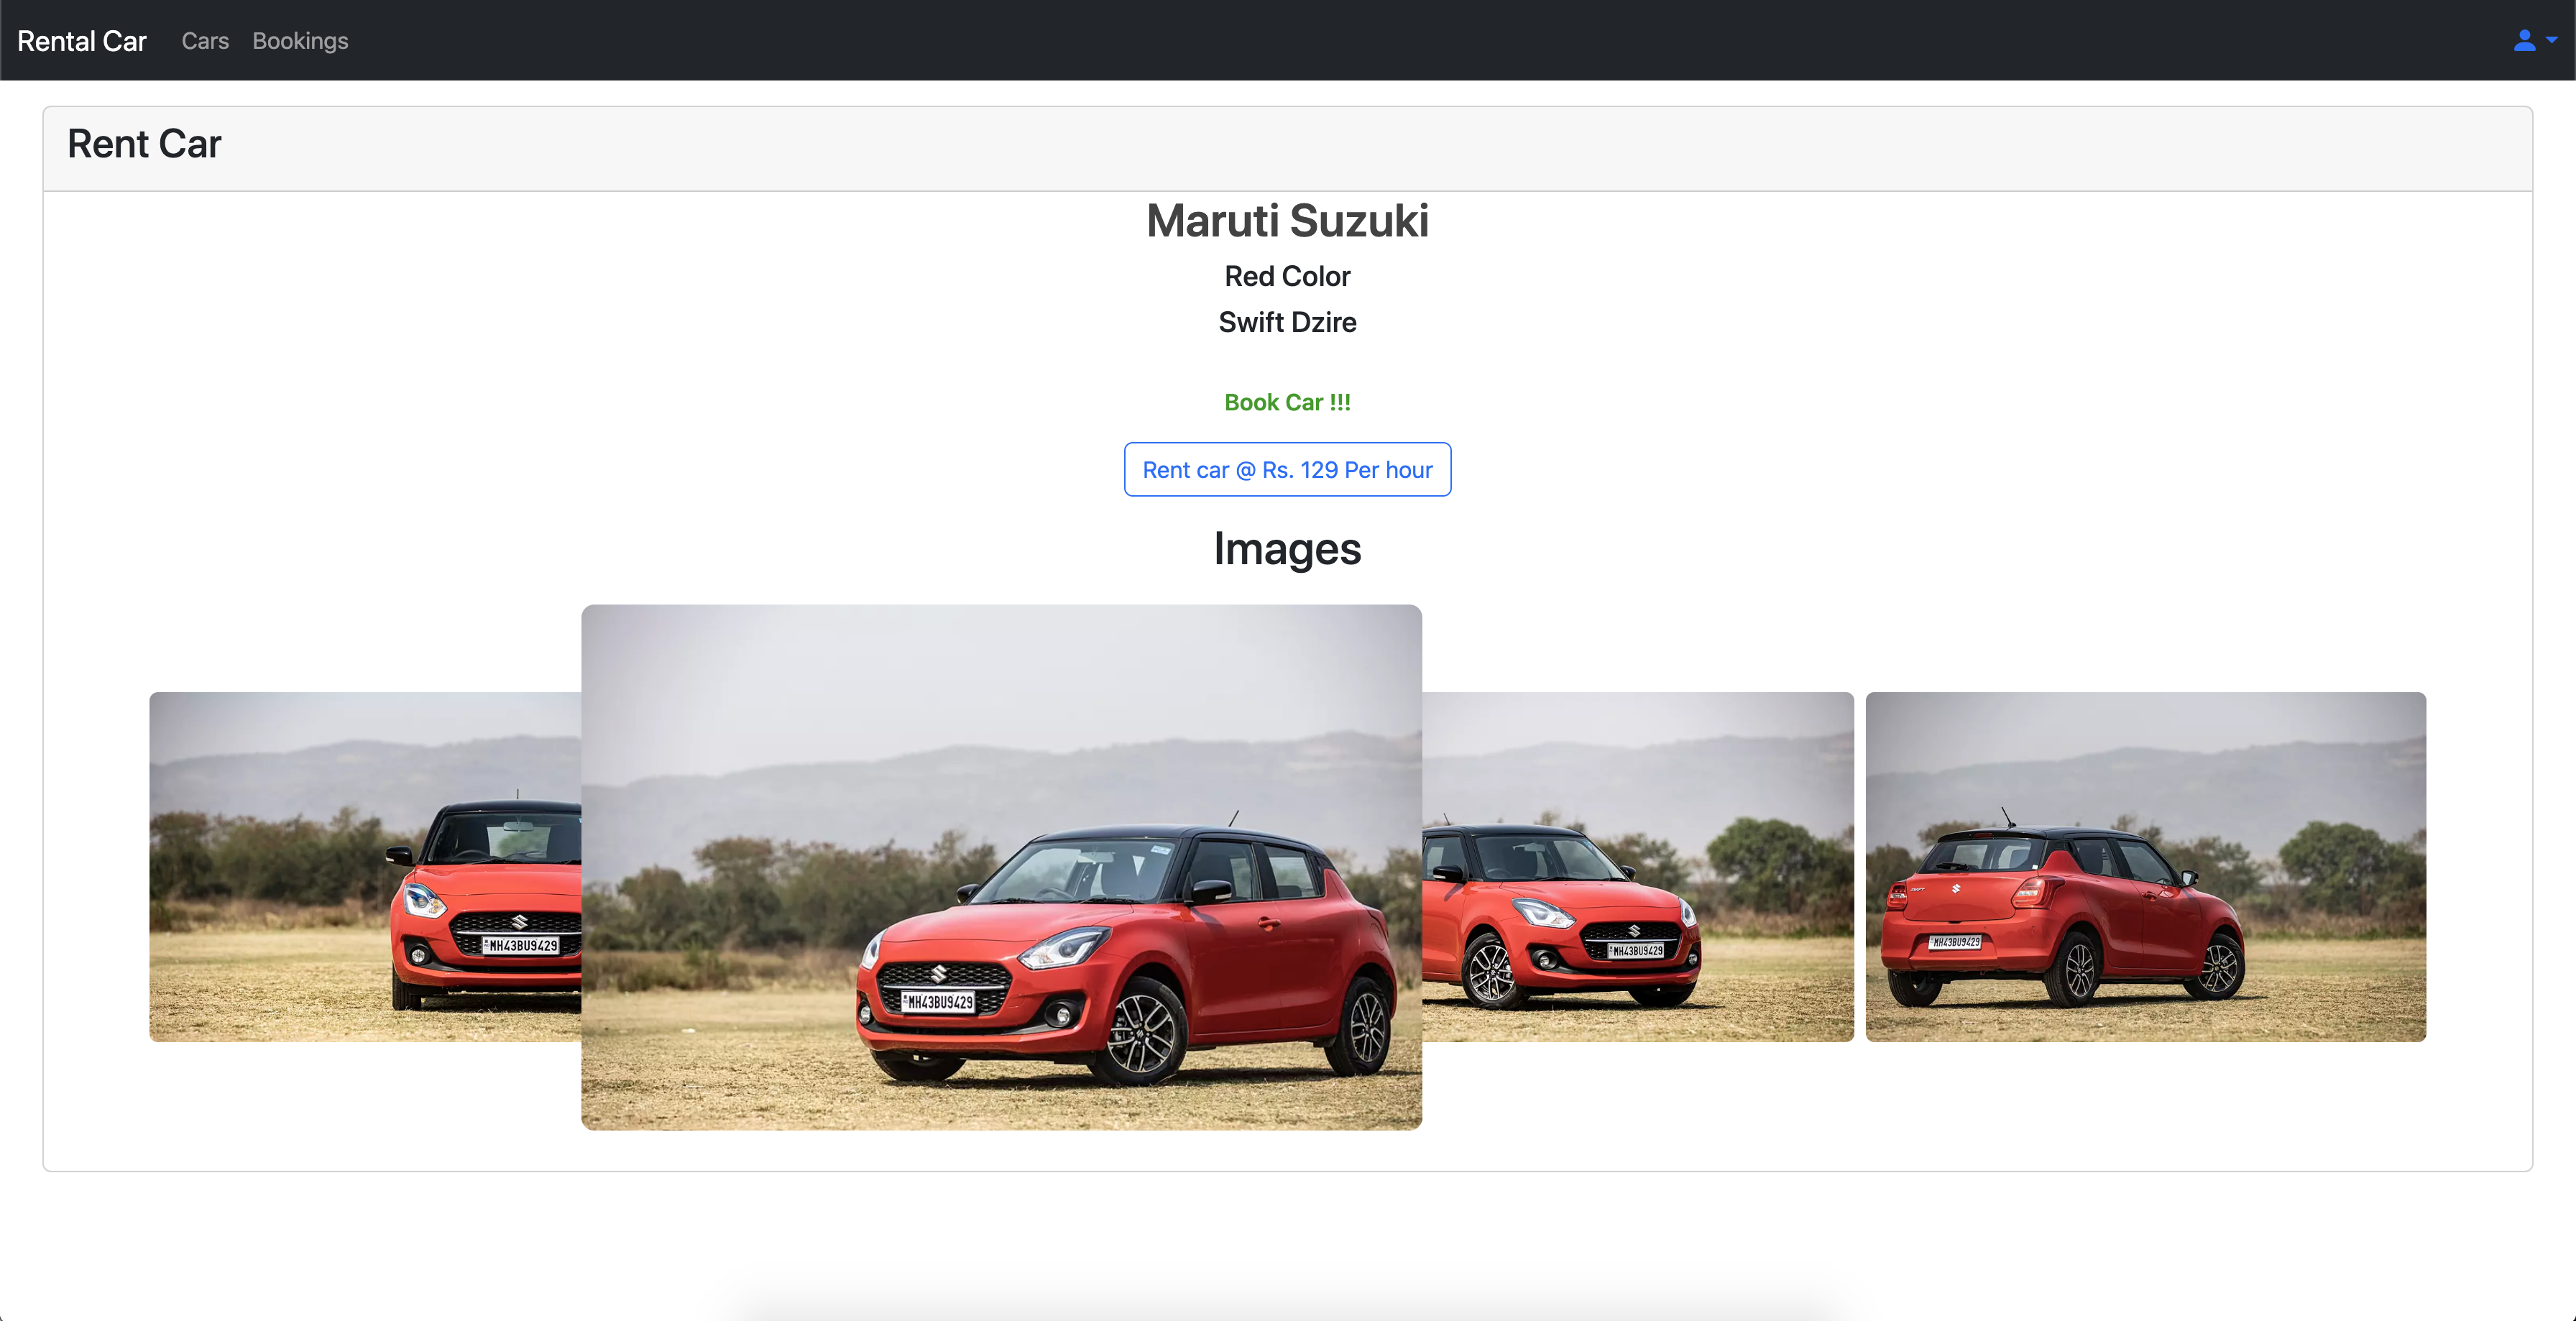 Rental Car Cars Bookings
Rent Car
Maruti Suzuki
Red Color
Swift Dzire
Book Car !!!
Rent car @ Rs. 129 Per hour
Images
MH43BU9429
MH43BU9429
MH43BU9429
MH43BU9429